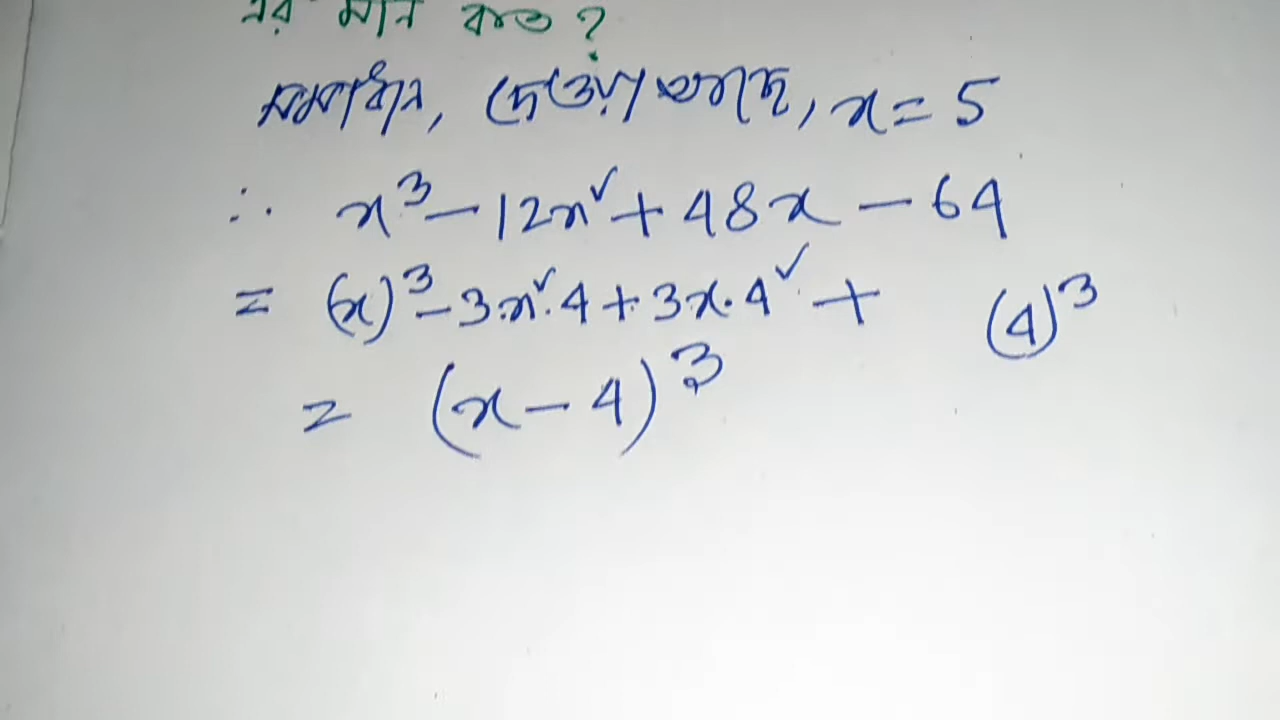 এর মান কত?
সমাধান, দেওয়া আছে, x = 5
∴ x³ - 12x² + 48x - 64
= (x)³ - 3·x²·4 + 3x·4² + (4)³
= (x - 4)³